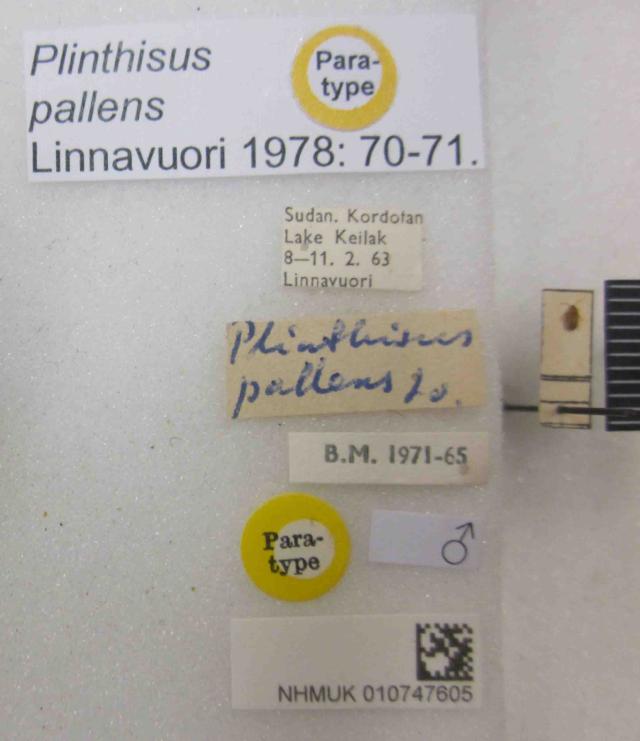 Plinthisus
pallens
Linnavuori 1978: 70-71.
Para-
type
Sudan. Kordofan
Lake Keilak
8—11. 2. 63
Linnavuori
Plinthisus
pallens
B.M. 1971-65
Para-
type
♂
NHMUK 010747605